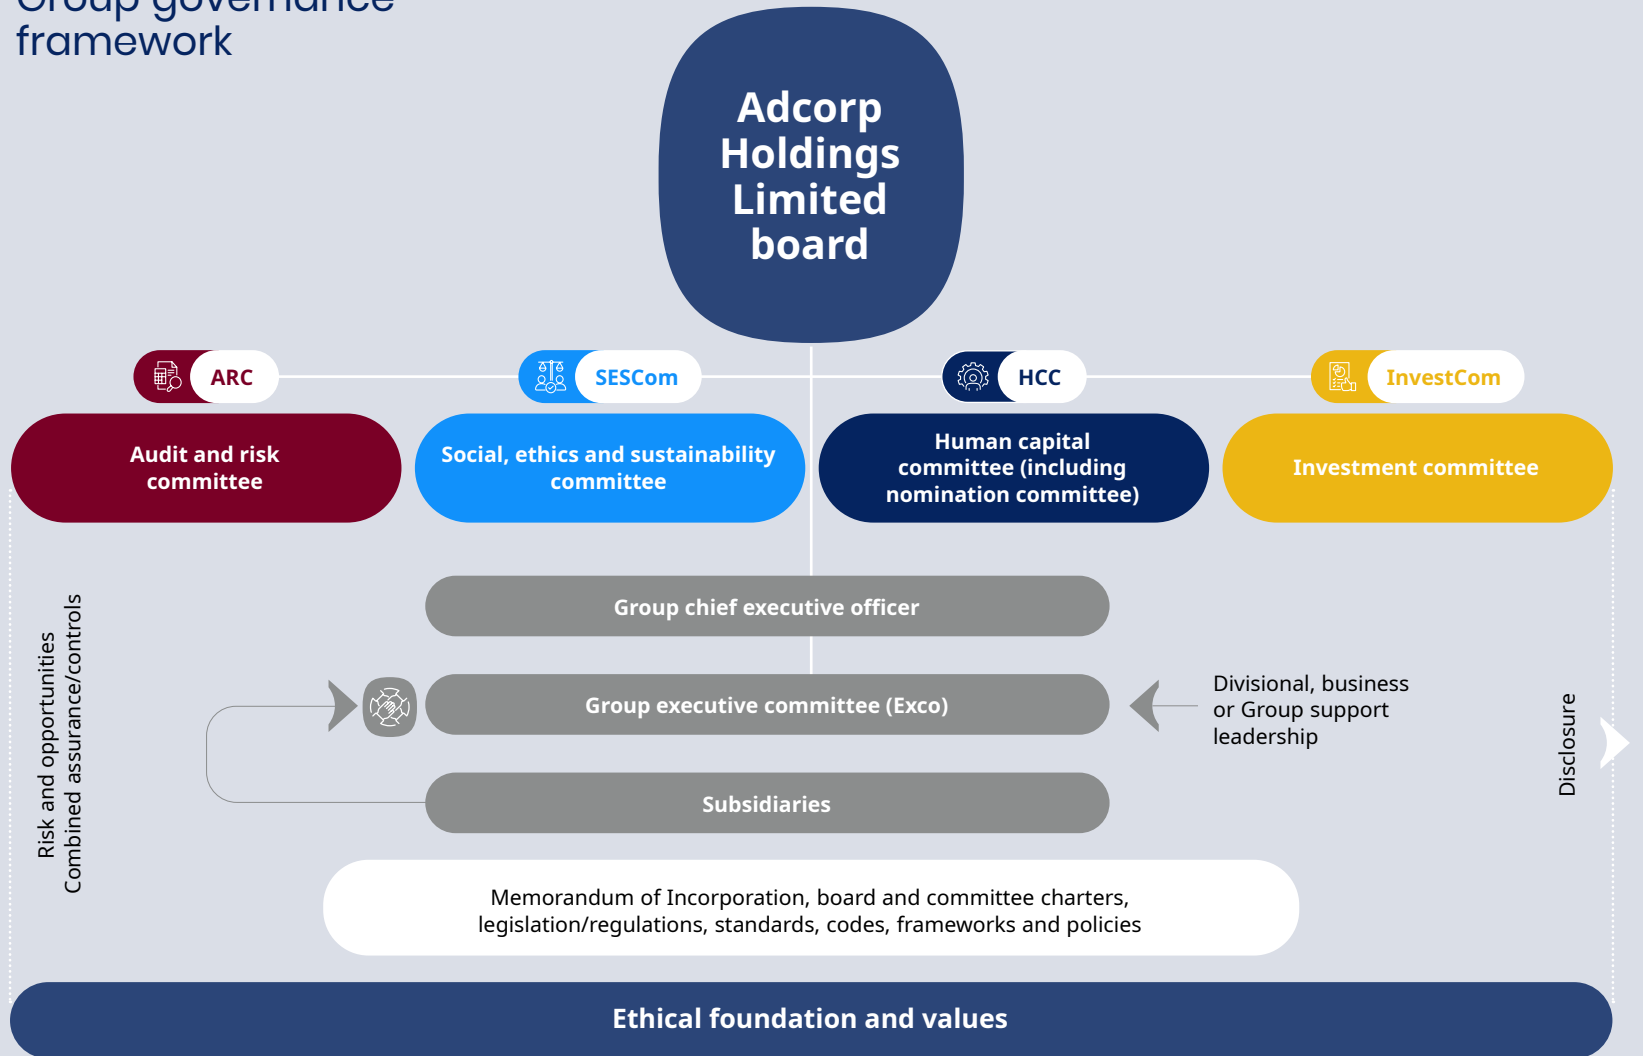 Group governance
framework
Adcorp
Holdings
Limited
board
ARC
SESCom
HCC
InvestCom
Audit and risk
committee
Social, ethics and sustainability
committee
Human capital
committee (including
nomination committee)
Investment committee
Group chief executive officer
Risk and opportunities
Combined assurance/controls
Group executive committee (Exco)
Divisional, business
or Group support
leadership
Disclosure
Subsidiaries
Memorandum of Incorporation, board and committee charters,
legislation/regulations, standards, codes, frameworks and policies
Ethical foundation and values